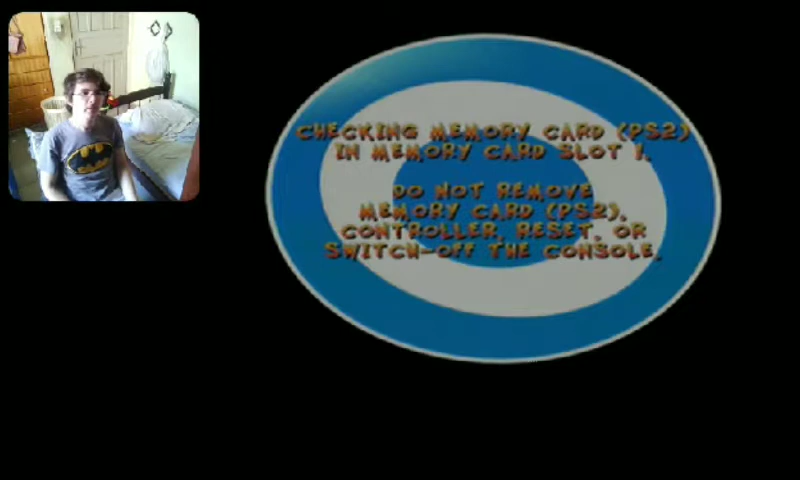 CHECKING MEMORY CARD (PS2)
IN MEMORY CARD SLOT 1.
DO NOT REMOVE
MEMORY CARD (PS2),
CONTROLLER, RESET, OR
SWITCH-OFF THE CONSOLE.